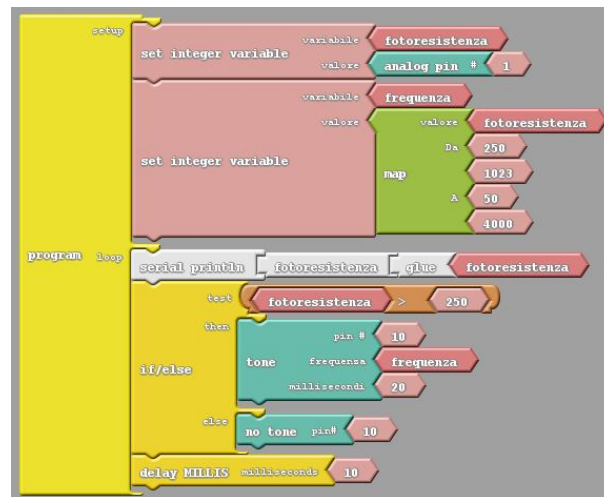 setup
set integer variable
variabile fotoresistenza
valore analog pin # 1
set integer variable
variabile frequenza
valore map
valore fotoresistenza
Da 250
1023
A 50
4000
program loop
serial println fotoresistenza glue fotoresistenza
if/else
test fotoresistenza > 250
then
tone
pin # 10
frequensa frequenza
millisecondi 20
else
no tone pin# 10
delay MILLIS milliseconds 10